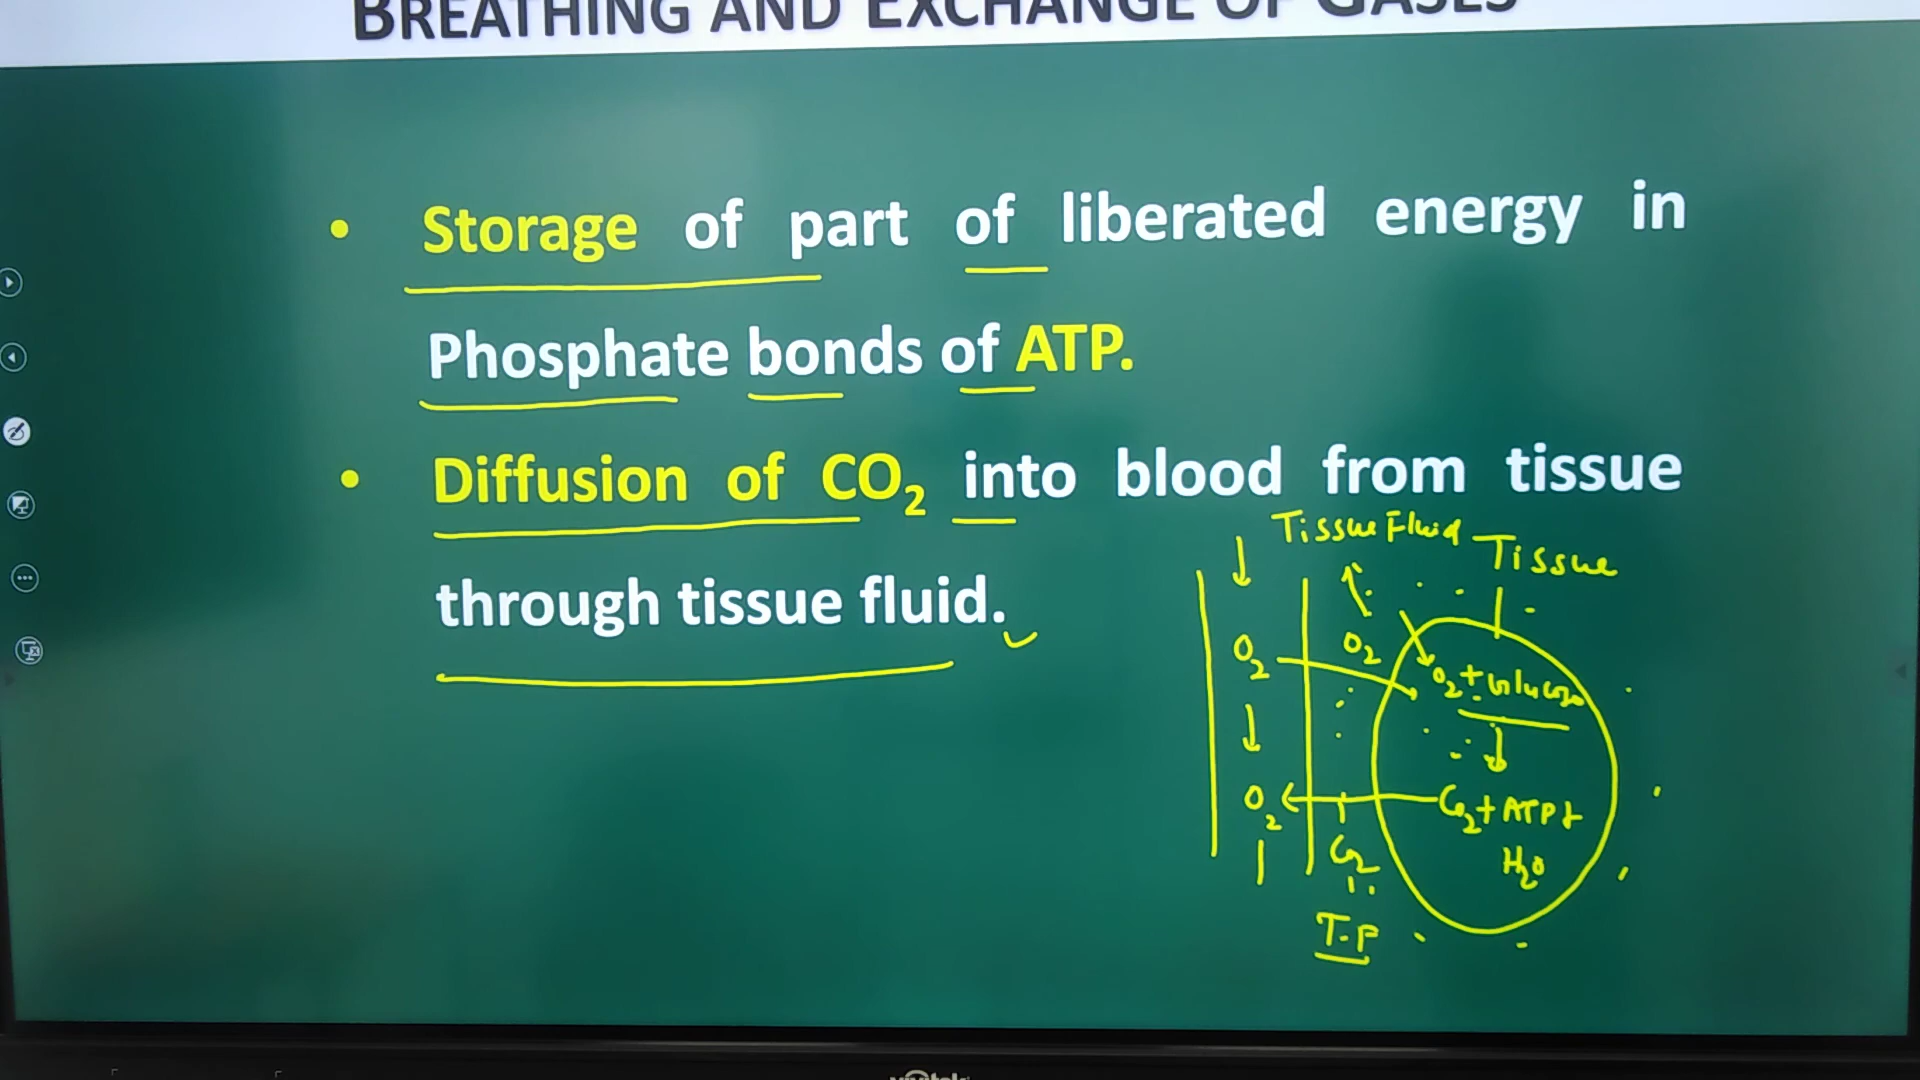 BREATHING AND EXCHANGE OF GASES
• Storage of part of liberated energy in
Phosphate bonds of ATP.
• Diffusion of CO₂ into blood from tissue
through tissue fluid.
Tissue Fluid
Tissue
O₂
O₂
O₂ + Glucose
O₂
CO₂ + ATP +
H₂O
CO₂
T.F